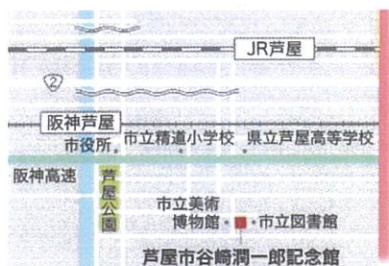 JR芦屋
2
阪神芦屋
市役所
市立精道小学校
県立芦屋高等学校
阪神高速
芦屋公園
市立美術
博物館
市立図書館
芦屋市谷崎潤一郎記念館